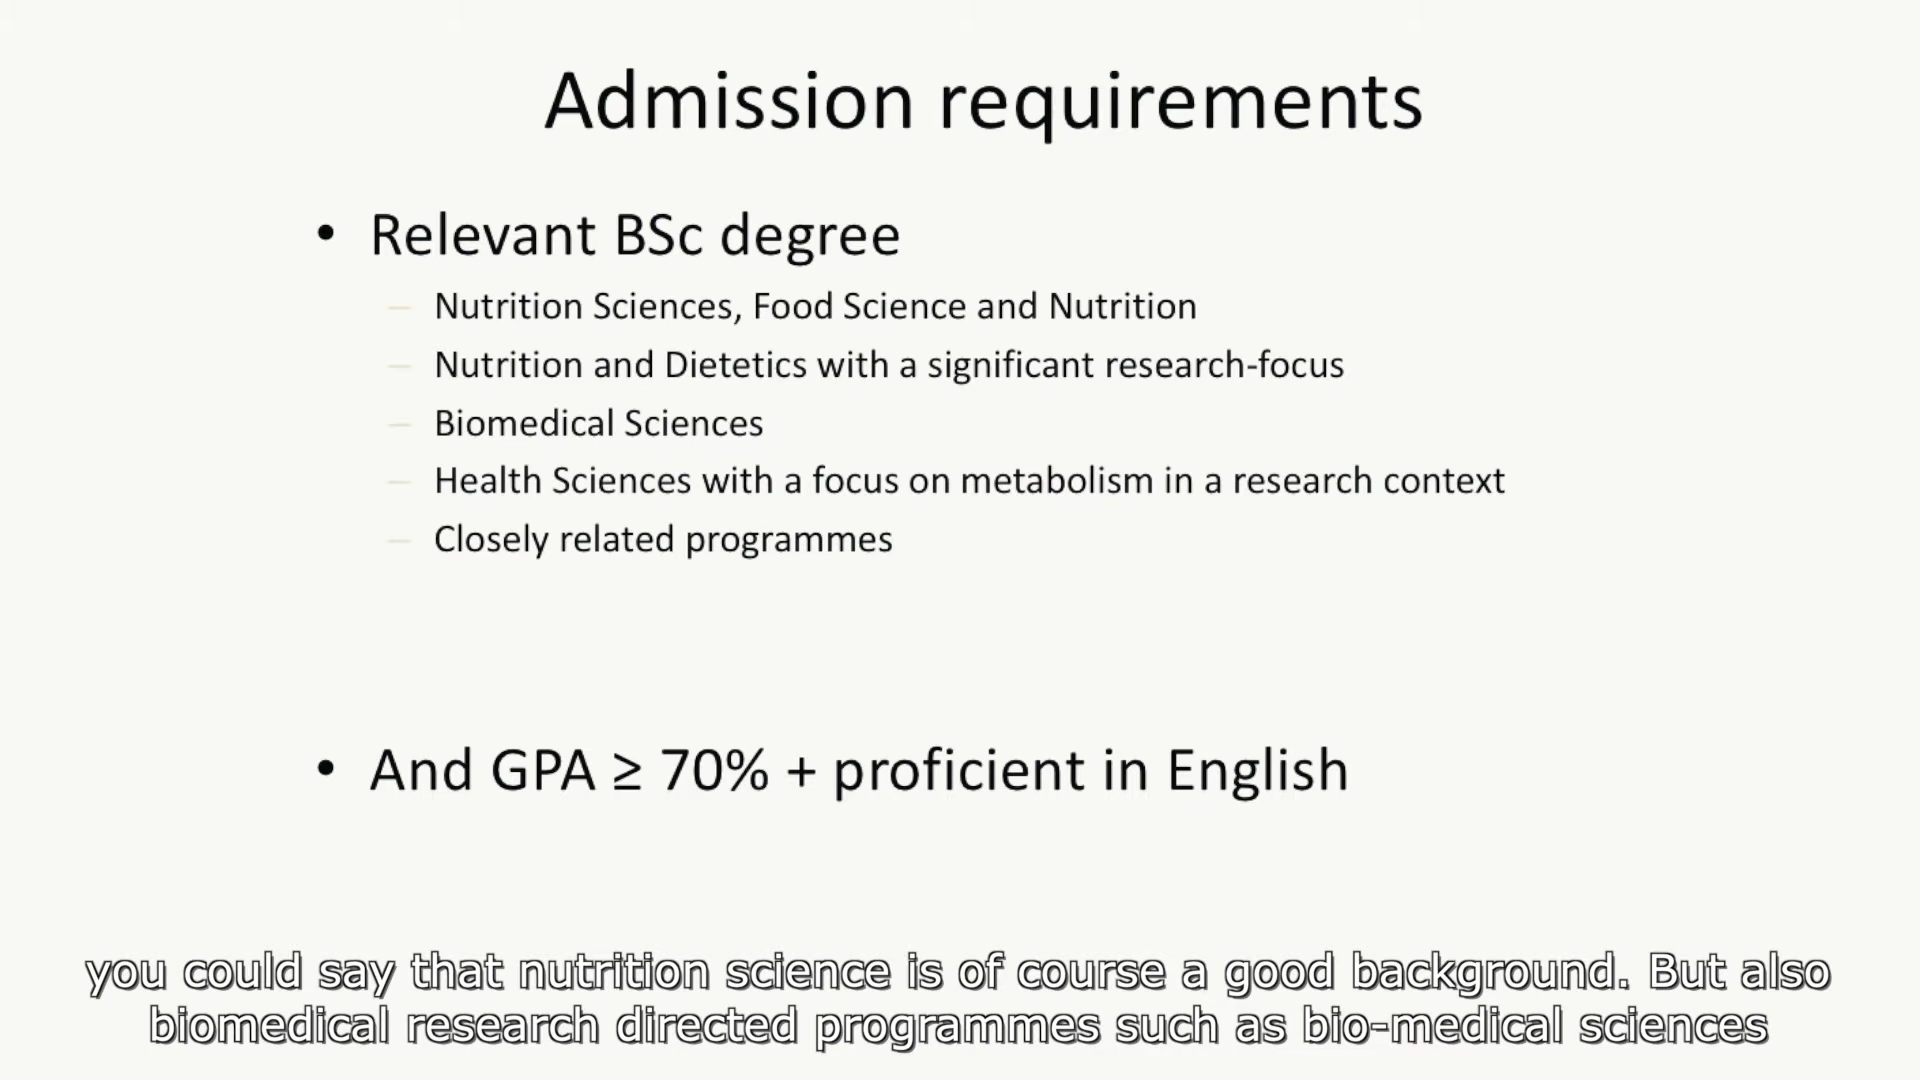 Admission requirements
• Relevant BSc degree
– Nutrition Sciences, Food Science and Nutrition
– Nutrition and Dietetics with a significant research-focus
– Biomedical Sciences
– Health Sciences with a focus on metabolism in a research context
– Closely related programmes
• And GPA ≥ 70% + proficient in English
you could say that nutrition science is of course a good background. But also
biomedical research directed programmes such as bio-medical sciences